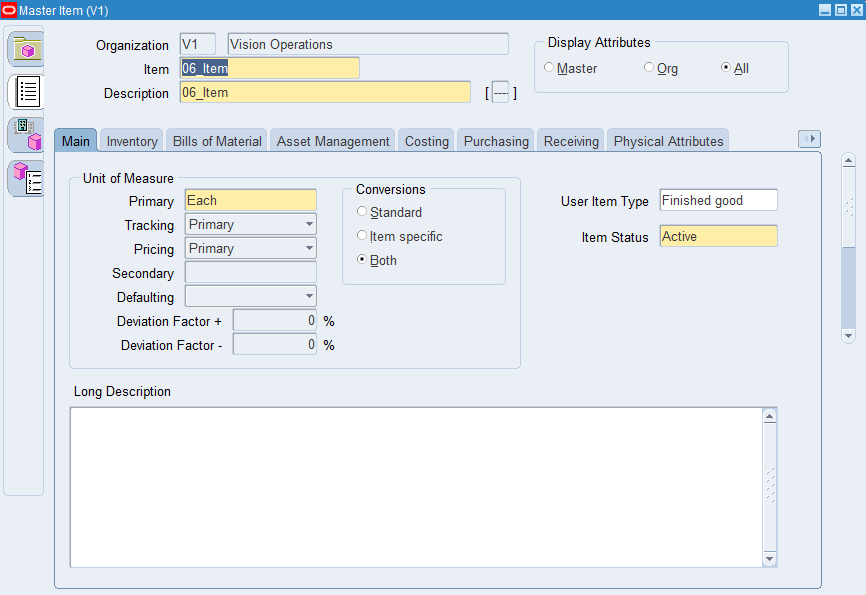 Master Item (V1)
Organization V1 Vision Operations
Item 06_Item
Description 06_Item [ --- ]
Display Attributes
Master Org All
Main Inventory Bills of Material Asset Management Costing Purchasing Receiving Physical Attributes
Unit of Measure
Primary Each
Tracking Primary
Pricing Primary
Secondary
Defaulting
Deviation Factor + 0 %
Deviation Factor - 0 %
Conversions
Standard
Item specific
Both
User Item Type Finished good
Item Status Active
Long Description